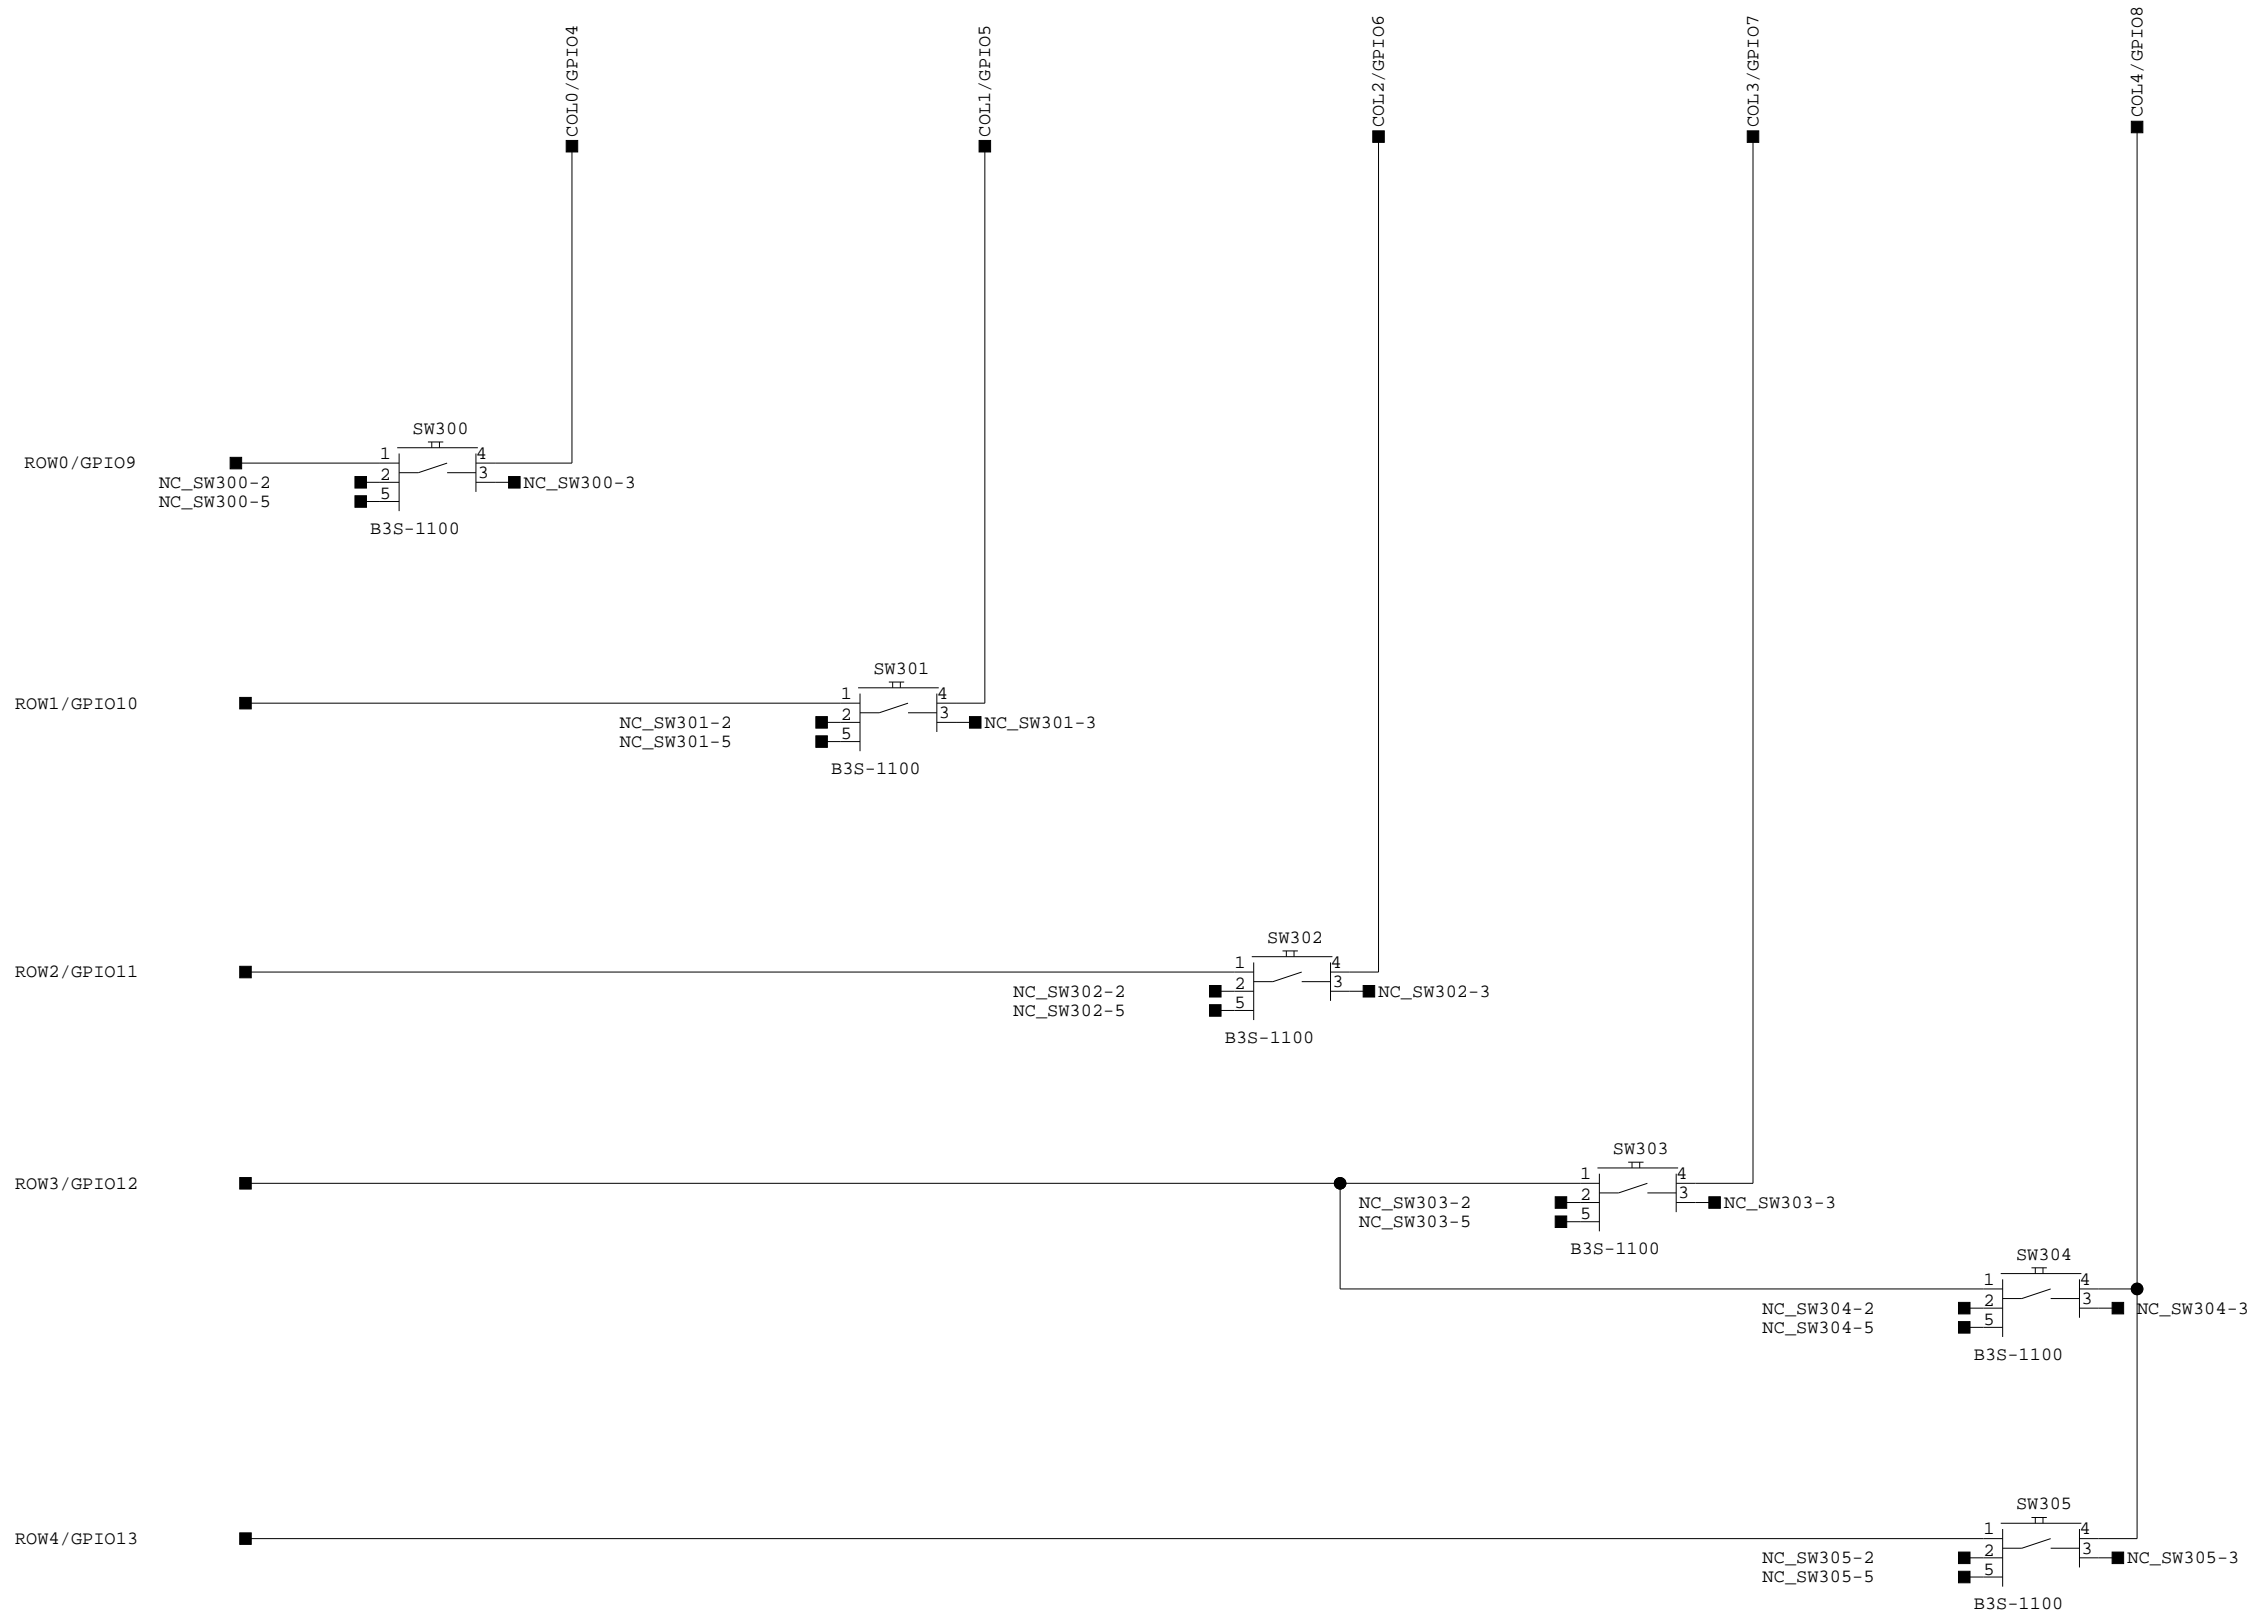 COL0/GPIO4
COL1/GPIO5
COL2/GPIO6
COL3/GPIO7
COL4/GPIO8
SW300
ROW0/GPIO9
1
4
2
3
5
NC_SW300-2
NC_SW300-3
NC_SW300-5
B3S-1100
SW301
ROW1/GPIO10
1
4
2
3
5
NC_SW301-2
NC_SW301-3
NC_SW301-5
B3S-1100
SW302
ROW2/GPIO11
1
4
2
3
5
NC_SW302-2
NC_SW302-3
NC_SW302-5
B3S-1100
SW303
ROW3/GPIO12
1
4
2
3
5
NC_SW303-2
NC_SW303-3
NC_SW303-5
B3S-1100
SW304
1
4
2
3
5
NC_SW304-2
NC_SW304-3
NC_SW304-5
B3S-1100
SW305
ROW4/GPIO13
1
4
2
3
5
NC_SW305-2
NC_SW305-3
NC_SW305-5
B3S-1100